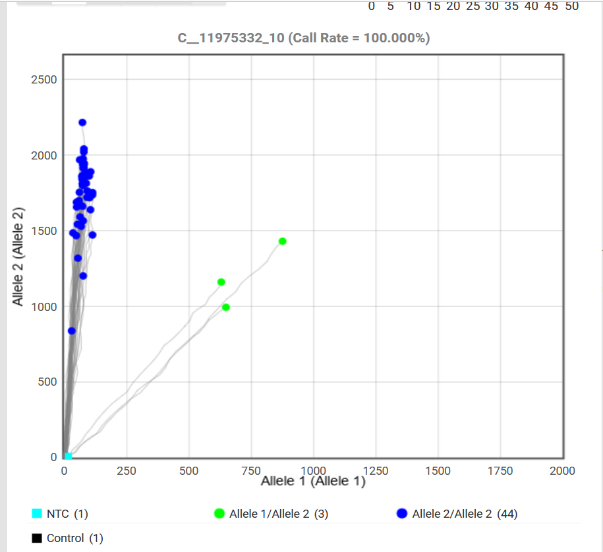 0 5 10 15 20 25 30 35 40 45 50
C__11975332_10 (Call Rate = 100.000%)
2500
2000
1500
1000
500
0
Allele 2 (Allele 2)
0 250 500 750 1000 1250 1500 1750 2000
Allele 1 (Allele 1)
NTC (1) Allele 1/Allele 2 (3) Allele 2/Allele 2 (44)
Control (1)